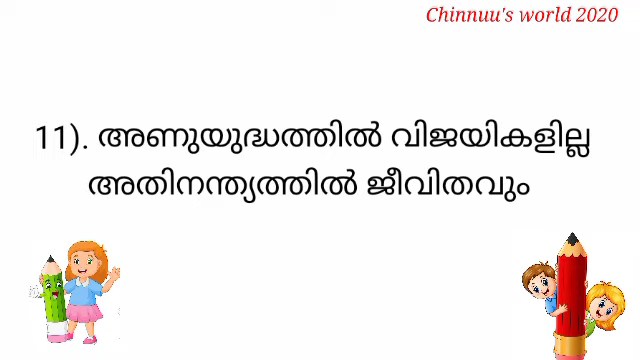 Chinnuu's world 2020
11). അണുയുദ്ധത്തിൽ വിജയികളില്ല
അതിനന്ത്യത്തിൽ ജീവിതവും